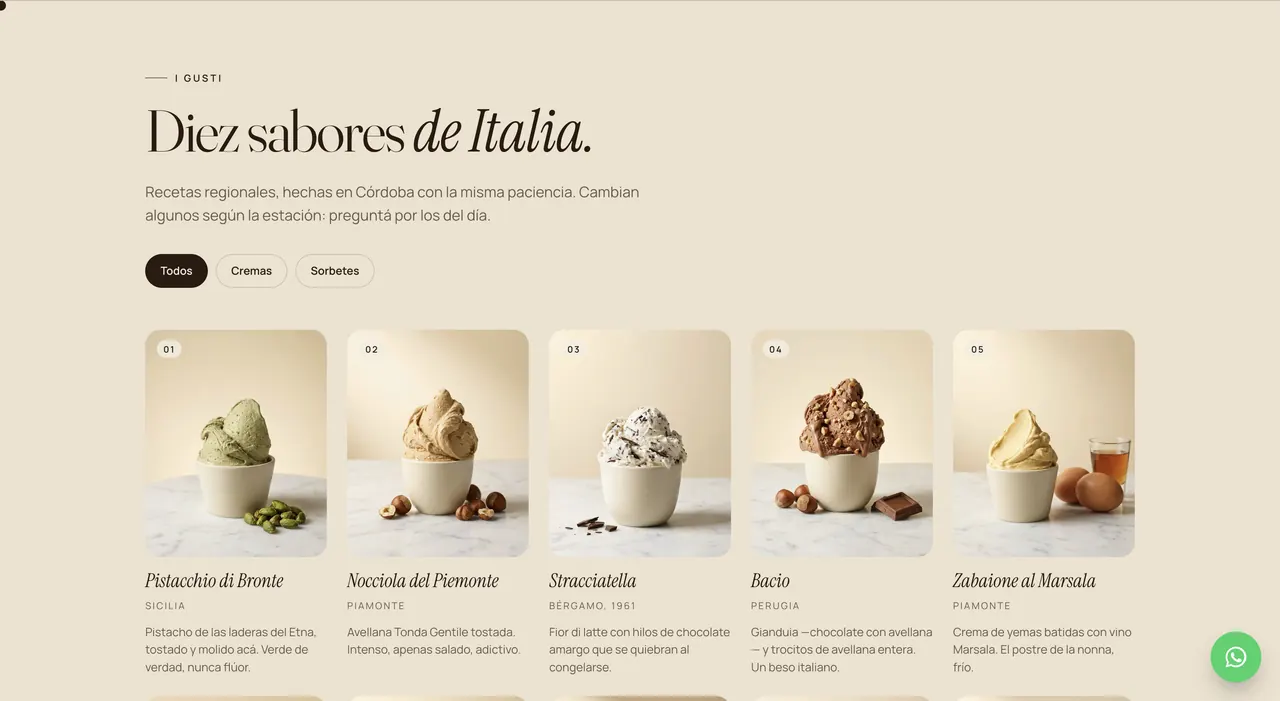 I GUSTI
Diez sabores de Italia.
Recetas regionales, hechas en Córdoba con la misma paciencia. Cambian
algunos según la estación: preguntá por los del día.
Todos
Cremas
Sorbetes
01
02
03
04
05
Pistacchio di Bronte
SICILIA
Pistacho de las laderas del Etna,
tostado y molido acá. Verde de
verdad, nunca flúor.
Nocciola del Piemonte
PIAMONTE
Avellana Tonda Gentile tostada.
Intenso, apenas salado, adictivo.
Stracciatella
BÉRGAMO, 1961
Fior di latte con hilos de chocolate
amargo que se quiebran al
congelarse.
Bacio
PERUGIA
Gianduia —chocolate con avellana
— y trocitos de avellana entera.
Un beso italiano.
Zabaione al Marsala
PIAMONTE
Crema de yemas batidas con vino
Marsala. El postre de la nonna,
frío.